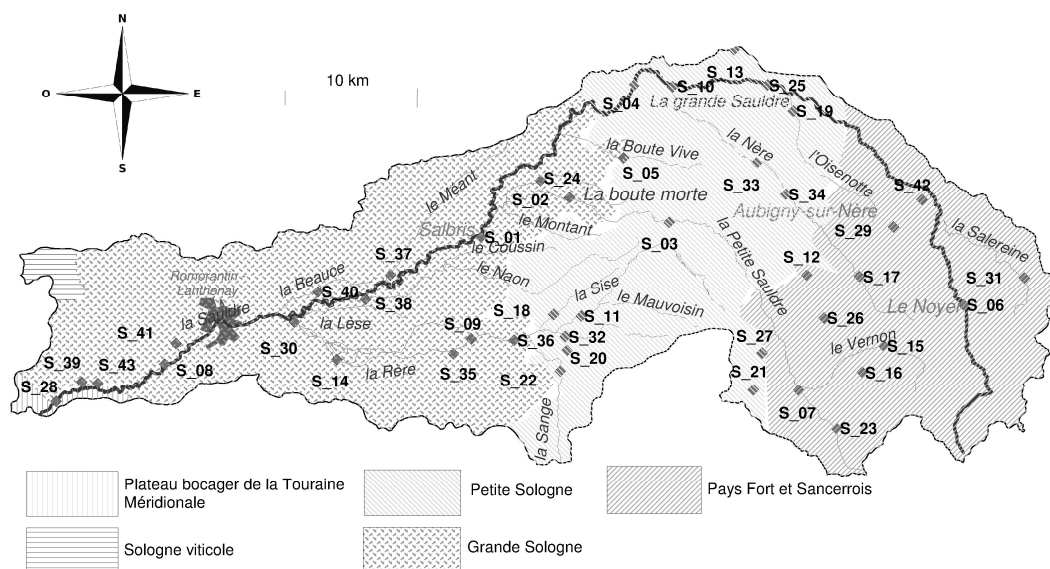 N
O
E
S
10 km
S_13
S_10
S_25
S_04
La grande Sauldre
S_19
la Nère
la Boute Vive
l'Oisenotte
S_05
S_24
le Méant
S_33
S_34
S_42
S_02
La boute morte
Aubigny-sur-Nère
le Montant
S_29
la Salereine
Salbris
S_01
le Coussin
S_03
la Petite Sauldre
S_37
le Naon
S_12
S_17
S_31
Romorantin -
Lanthenay
la Beauce
S_40
la Sise
le Mauvoisin
Le Noyer
S_06
S_38
la Sauldre
S_18
S_11
S_26
la Lèse
S_41
S_09
S_36
S_32
S_27
le Vernon
S_15
S_30
S_39
S_43
S_08
la Rère
S_20
S_28
S_14
S_35
S_22
S_21
S_16
la Sange
S_07
S_23
Plateau bocager de la Touraine
Méridionale
Petite Sologne
Pays Fort et Sancerrois
Sologne viticole
Grande Sologne